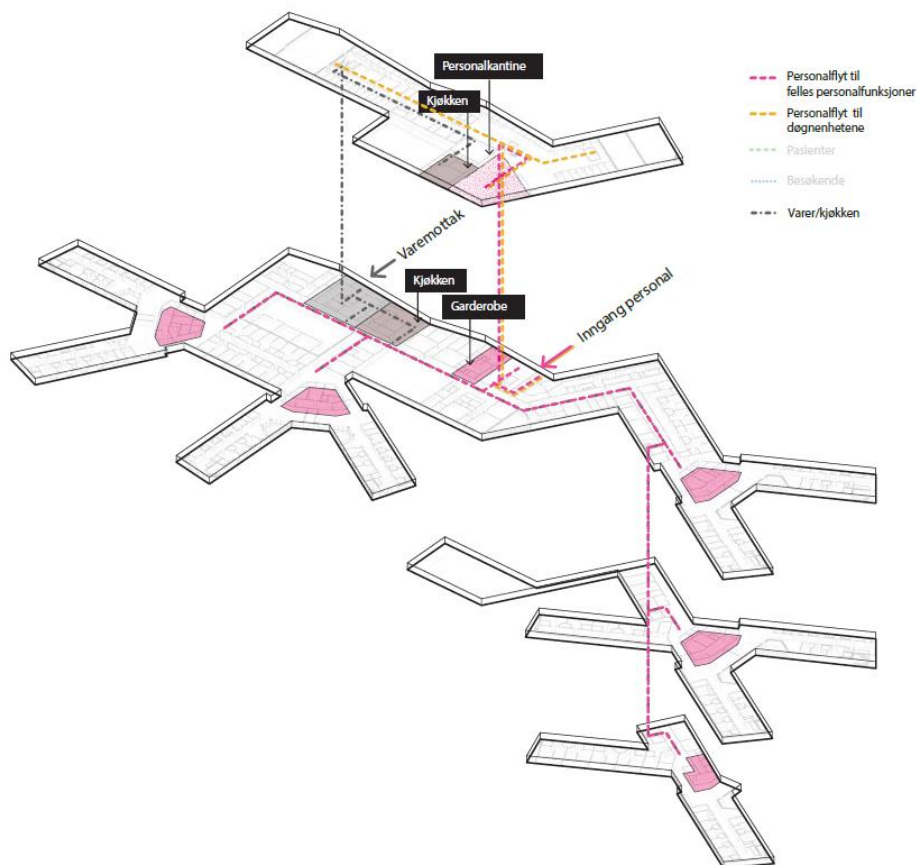 Personalkantine
Kjøkken
Personalflyt til
felles personalfunksjoner
Personalflyt til
døgnenhetene
Pasienter
Besøkende
Varer/kjøkken
Varemottak
Kjøkken
Garderobe
Inngang personal